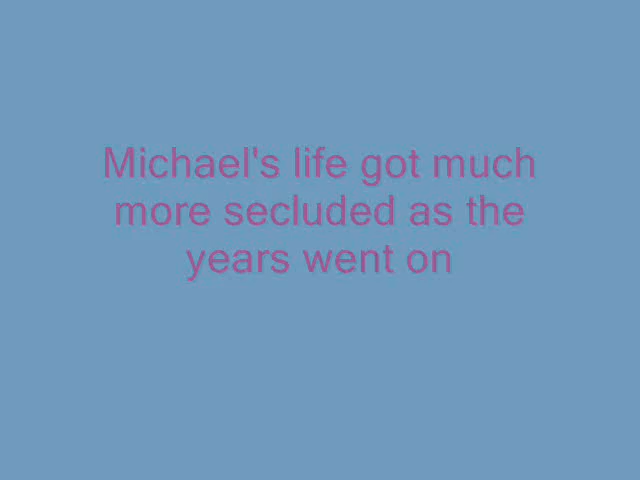 Michael's life got much
more secluded as the
years went on